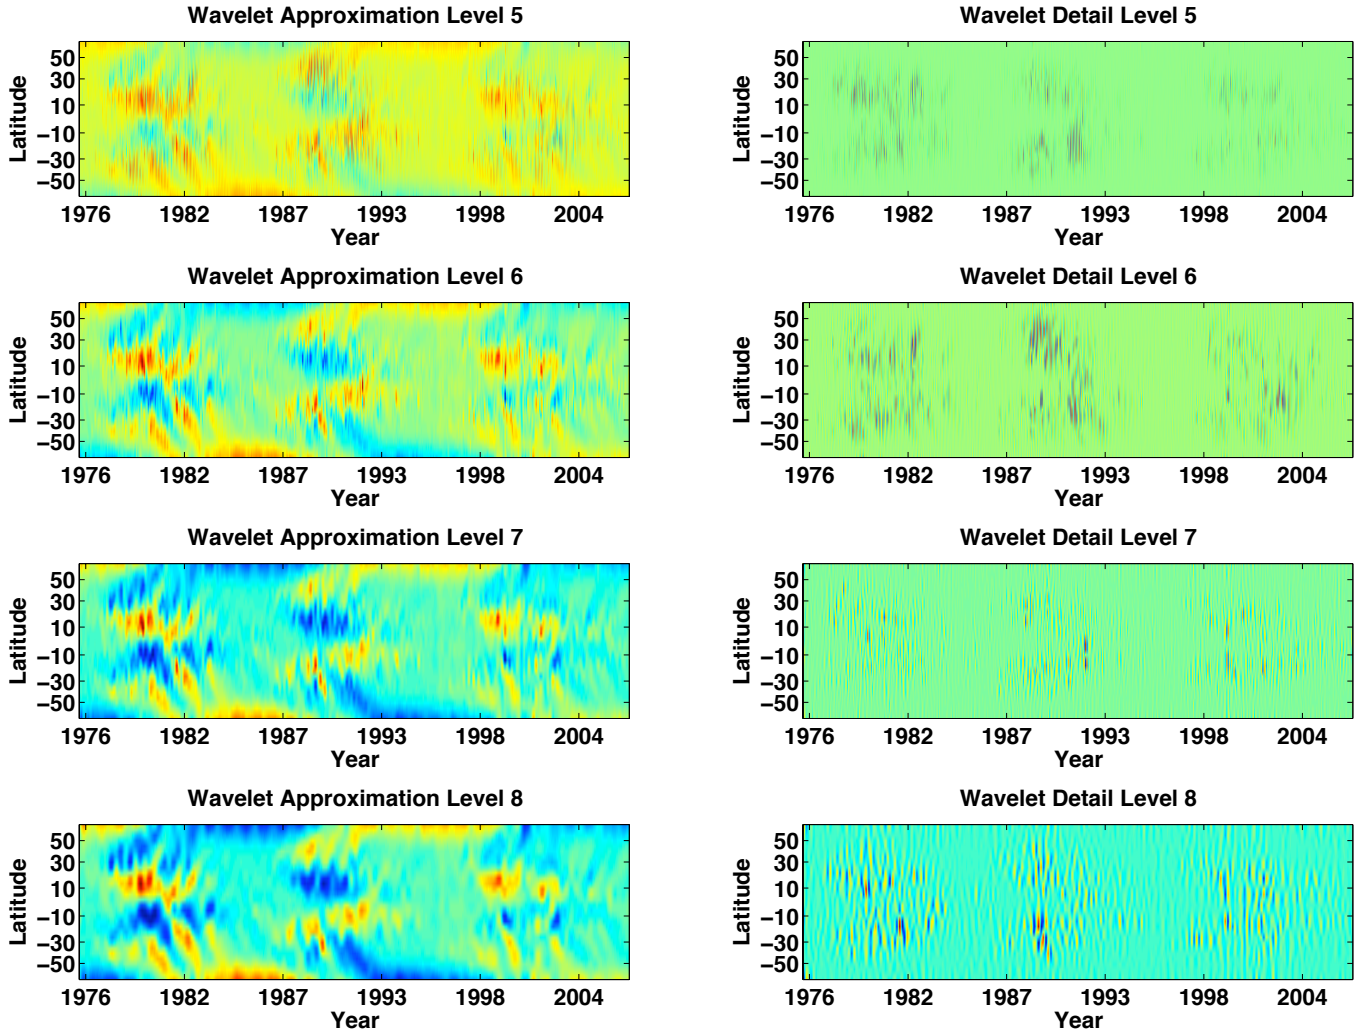 Wavelet Approximation Level 5
Latitude
50
30
10
−10
−30
−50
1976 1982 1987 1993 1998 2004
Year
Wavelet Detail Level 5
Latitude
50
30
10
−10
−30
−50
1976 1982 1987 1993 1998 2004
Year
Wavelet Approximation Level 6
Latitude
50
30
10
−10
−30
−50
1976 1982 1987 1993 1998 2004
Year
Wavelet Detail Level 6
Latitude
50
30
10
−10
−30
−50
1976 1982 1987 1993 1998 2004
Year
Wavelet Approximation Level 7
Latitude
50
30
10
−10
−30
−50
1976 1982 1987 1993 1998 2004
Year
Wavelet Detail Level 7
Latitude
50
30
10
−10
−30
−50
1976 1982 1987 1993 1998 2004
Year
Wavelet Approximation Level 8
Latitude
50
30
10
−10
−30
−50
1976 1982 1987 1993 1998 2004
Year
Wavelet Detail Level 8
Latitude
50
30
10
−10
−30
−50
1976 1982 1987 1993 1998 2004
Year